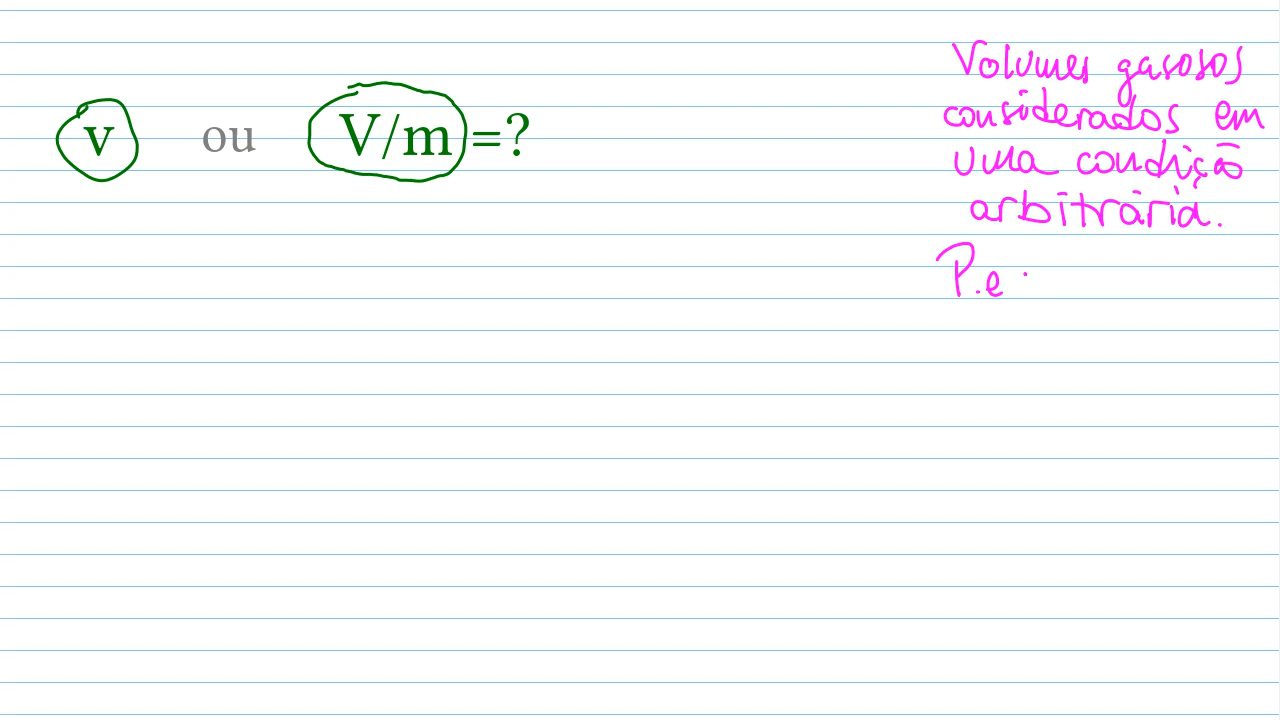 v ou V/m =?
Volumes gasosos
considerados em
uma condição
arbitrária.
P.e.